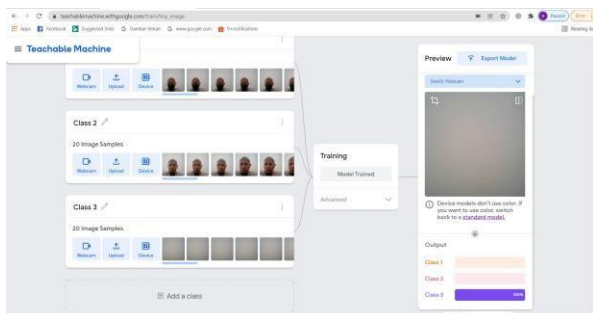 teachablemachine.withgoogle.com/train/tiny_image
Paused
Error
Apps Facebook Suggested Sites Gambar teman www.google.com
Reading list
Teachable Machine
Webcam Upload Device
Class 2
20 Image Samples
Webcam Upload Device
Class 3
20 Image Samples
Webcam Upload Device
Add a class
Training
Model Trained
Advanced
Preview Export Model
Switch Webcam
Device models don't use color. If
you want to use color, switch
back to a standard model.
Output
Class 1
Class 2
Class 3
100%